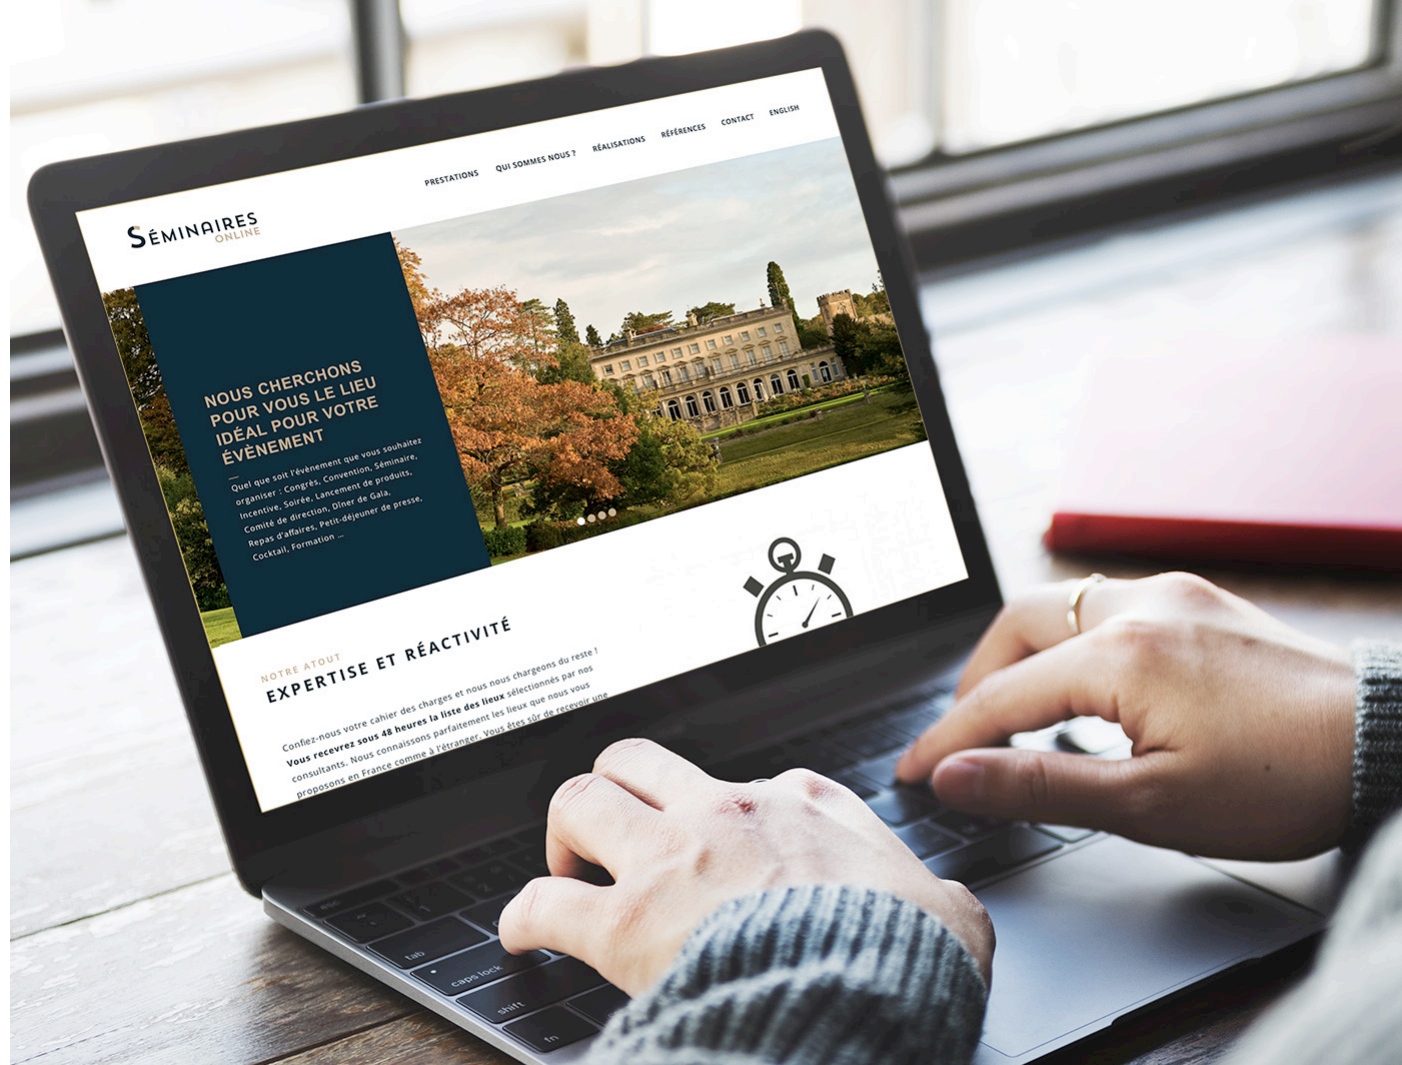 PRESTATIONS
QUI SOMMES NOUS ?
RÉALISATIONS
RÉFÉRENCES
CONTACT
ENGLISH
SÉMINAIRES
ONLINE
NOUS CHERCHONS
POUR VOUS LE LIEU
IDÉAL POUR VOTRE
ÉVÈNEMENT
Quel que soit l'évènement que vous souhaitez
organiser : Congrès, Convention, Séminaire,
Incentive, Soirée, Lancement de produits,
Comité de direction, Dîner de Gala,
Repas d'affaires, Petit-déjeuner de presse,
Cocktail, Formation ...
NOTRE ATOUT
EXPERTISE ET RÉACTIVITÉ
Confiez-nous votre cahier des charges et nous nous chargeons du reste !
Vous recevrez sous 48 heures la liste des lieux sélectionnés par nos
consultants. Nous connaissons parfaitement les lieux que nous vous
proposons en France comme à l'étranger. Vous êtes sûr de recevoir une
esc
tab
caps lock
shift
fn